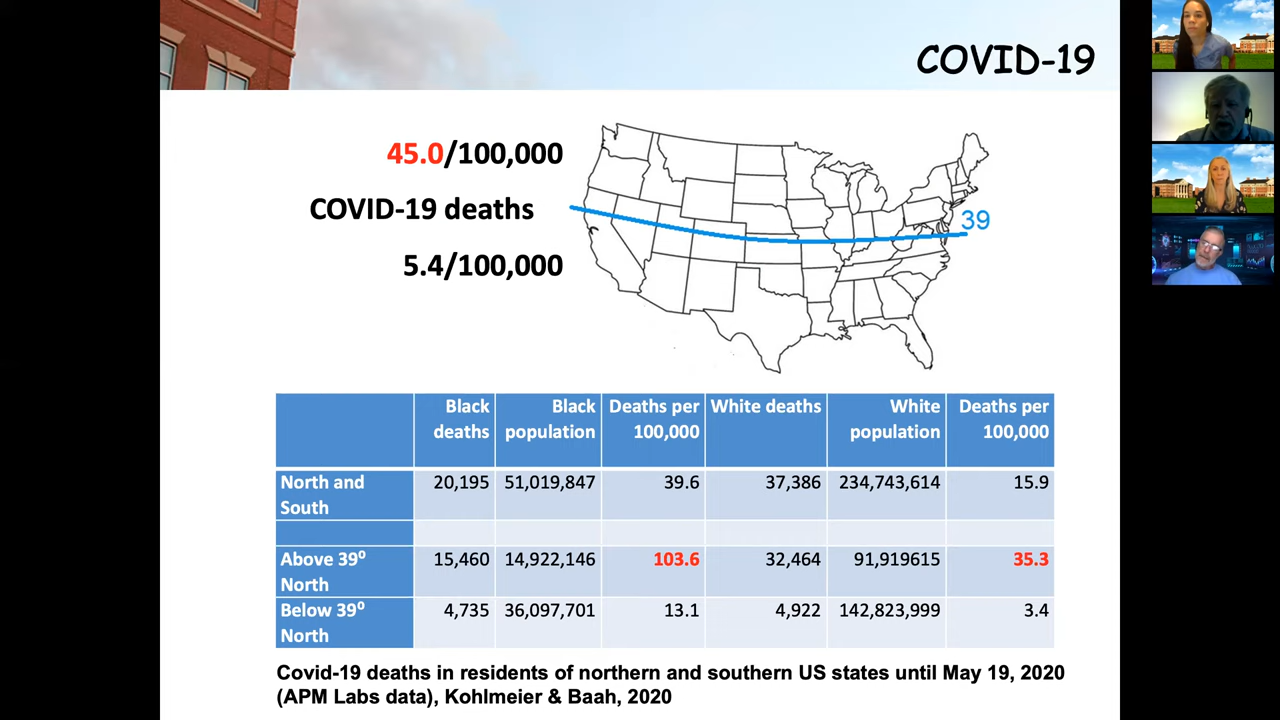 COVID-19
45.0/100,000
COVID-19 deaths
5.4/100,000
39
Black deaths Black population Deaths per 100,000 White deaths White population Deaths per 100,000
North and South 20,195 51,019,847 39.6 37,386 234,743,614 15.9
Above 39⁰ North 15,460 14,922,146 103.6 32,464 91,919615 35.3
Below 39⁰ North 4,735 36,097,701 13.1 4,922 142,823,999 3.4
Covid-19 deaths in residents of northern and southern US states until May 19, 2020
(APM Labs data), Kohlmeier & Baah, 2020